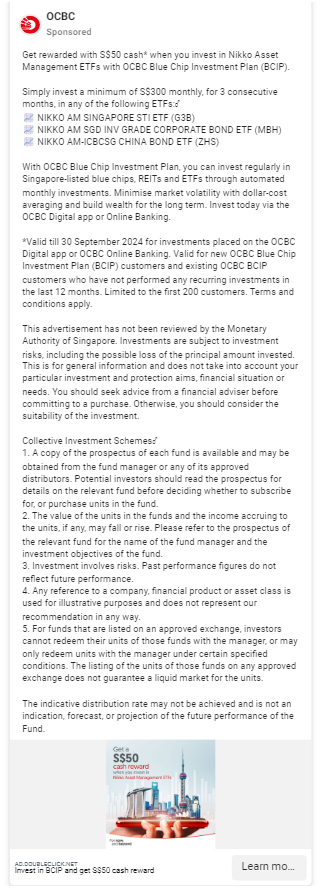 OCBC
Sponsored
Get rewarded with S$50 cash* when you invest in Nikko Asset
Management ETFs with OCBC Blue Chip Investment Plan (BCIP).
Simply invest a minimum of S$300 monthly, for 3 consecutive
months, in any of the following ETFs:
NIKKO AM SINGAPORE STI ETF (G3B)
NIKKO AM SGD INV GRADE CORPORATE BOND ETF (MBH)
NIKKO AM-ICBCSG CHINA BOND ETF (ZHS)
With OCBC Blue Chip Investment Plan, you can invest regularly in
Singapore-listed blue chips, REITs and ETFs through automated
monthly investments. Minimise market volatility with dollar-cost
averaging and build wealth for the long term. Invest today via the
OCBC Digital app or Online Banking.
*Valid till 30 September 2024 for investments placed on the OCBC
Digital app or OCBC Online Banking. Valid for new OCBC Blue Chip
Investment Plan (BCIP) customers and existing OCBC BCIP
customers who have not performed any recurring investments in
the last 12 months. Limited to the first 200 customers. Terms and
conditions apply.
This advertisement has not been reviewed by the Monetary
Authority of Singapore. Investments are subject to investment
risks, including the possible loss of the principal amount invested.
This is for general information and does not take into account your
particular investment and protection aims, financial situation or
needs. You should seek advice from a financial adviser before
committing to a purchase. Otherwise, you should consider the
suitability of the investment.
Collective Investment Schemes:
1. A copy of the prospectus of each fund is available and may be
obtained from the fund manager or any of its approved
distributors. Potential investors should read the prospectus for
details on the relevant fund before deciding whether to subscribe
for, or purchase units in the fund.
2. The value of the units in the funds and the income accruing to
the units, if any, may fall or rise. Please refer to the prospectus of
the relevant fund for the name of the fund manager and the
investment objectives of the fund.
3. Investment involves risks. Past performance figures do not
reflect future performance.
4. Any reference to a company, financial product or asset class is
used for illustrative purposes and does not represent our
recommendation in any way.
5. For funds that are listed on an approved exchange, investors
cannot redeem their units of those funds with the manager, or may
only redeem units with the manager under certain specified
conditions. The listing of the units of those funds on any approved
exchange does not guarantee a liquid market for the units.
The indicative distribution rate may not be achieved and is not an
indication, forecast, or projection of the future performance of the
Fund.
Get a
S$50
cash reward
when you invest in
Nikko Asset Management ETFs
For now,
and beyond
AD.DOUBLECLICK.NET
Invest in BCIP and get S$50 cash reward
Learn mo...